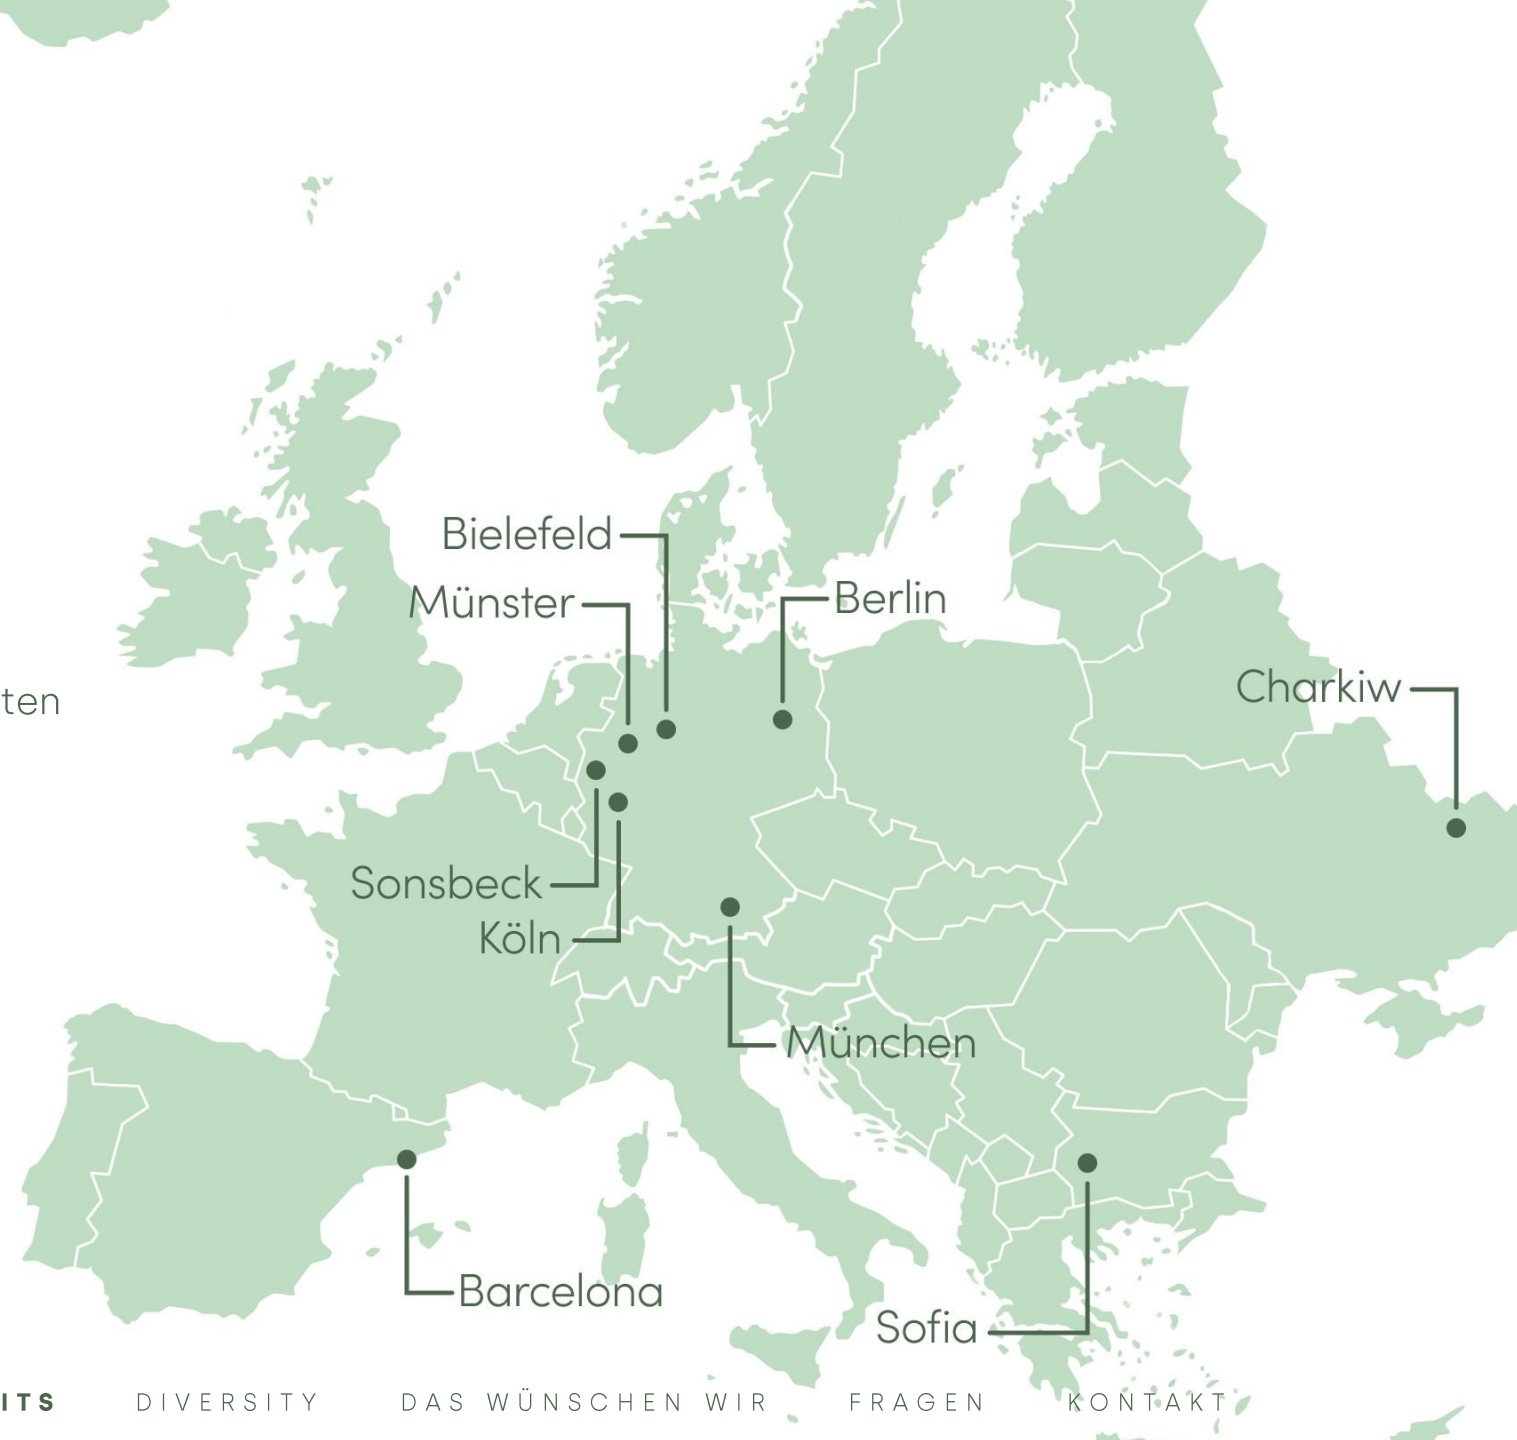 Bielefeld
Münster
Berlin
Charkiw
ten
Sonsbeck
Köln
München
Barcelona
Sofia
ITS DIVERSITY DAS WÜNSCHEN WIR FRAGEN KONTAKT